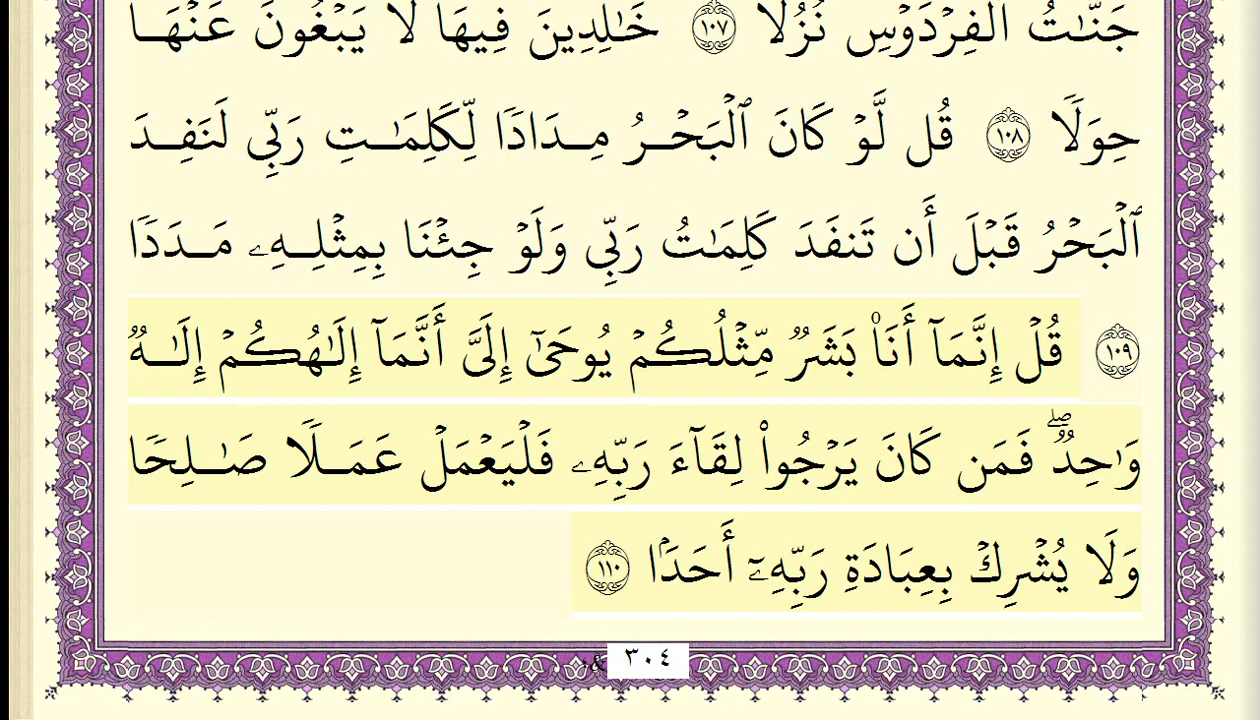 جَنَّٰتُ ٱلْفِرْدَوْسِ نُزُلًا ١٠٧ خَٰلِدِينَ فِيهَا لَا يَبْغُونَ عَنْهَا
حِوَلًا ١٠٨ قُل لَّوْ كَانَ ٱلْبَحْرُ مِدَادًا لِّكَلِمَٰتِ رَبِّى لَنَفِدَ
ٱلْبَحْرُ قَبْلَ أَن تَنفَدَ كَلِمَٰتُ رَبِّى وَلَوْ جِئْنَا بِمِثْلِهِۦ مَدَدًا
١٠٩ قُلْ إِنَّمَآ أَنَا۠ بَشَرٌ مِّثْلُكُمْ يُوحَىٰٓ إِلَىَّ أَنَّمَآ إِلَٰهُكُمْ إِلَٰهٌ
وَٰحِدٌ ۖ فَمَن كَانَ يَرْجُوا۟ لِقَآءَ رَبِّهِۦ فَلْيَعْمَلْ عَمَلًا صَٰلِحًا
وَلَا يُشْرِكْ بِعِبَادَةِ رَبِّهِۦٓ أَحَدًۢا ١١٠
٣٠٤